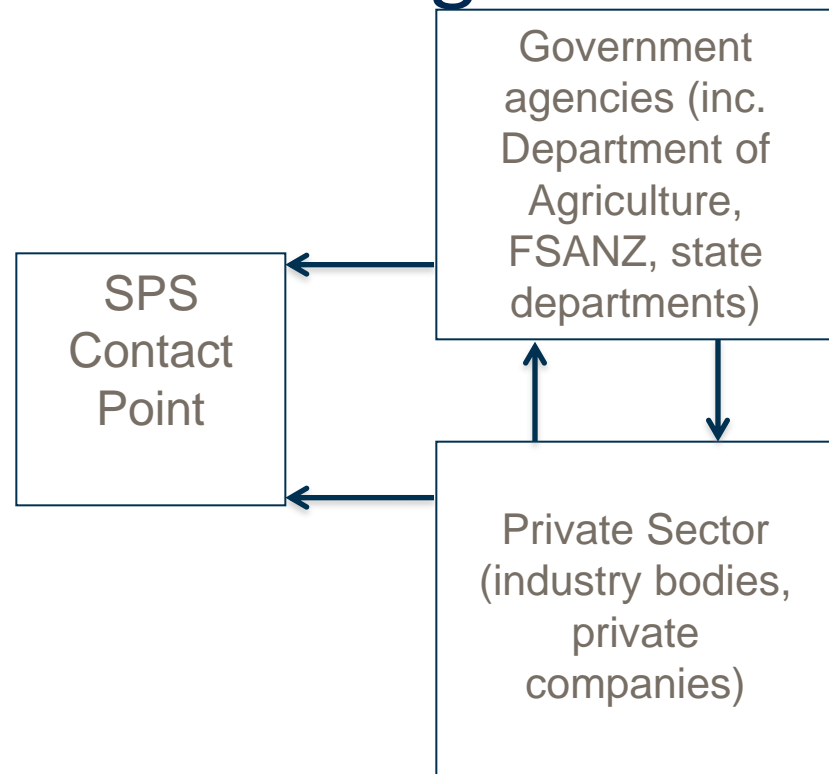 Government
agencies (inc.
Department of
Agriculture,
FSANZ, state
departments)
SPS
Contact
Point
Private Sector
(industry bodies,
private
companies)